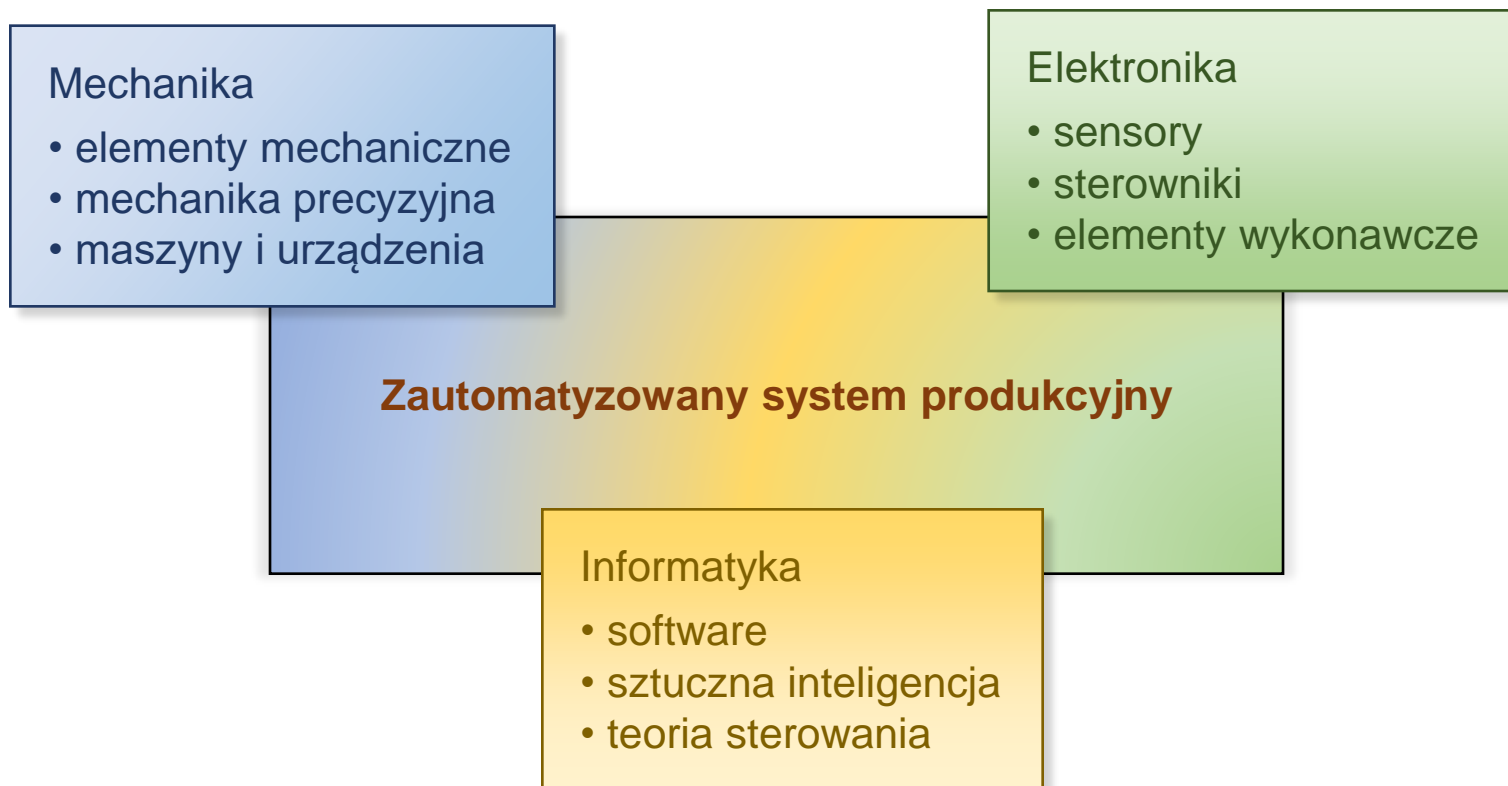 Mechanika
• elementy mechaniczne
• mechanika precyzyjna
• maszyny i urządzenia
Elektronika
• sensory
• sterowniki
• elementy wykonawcze
Zautomatyzowany system produkcyjny
Informatyka
• software
• sztuczna inteligencja
• teoria sterowania